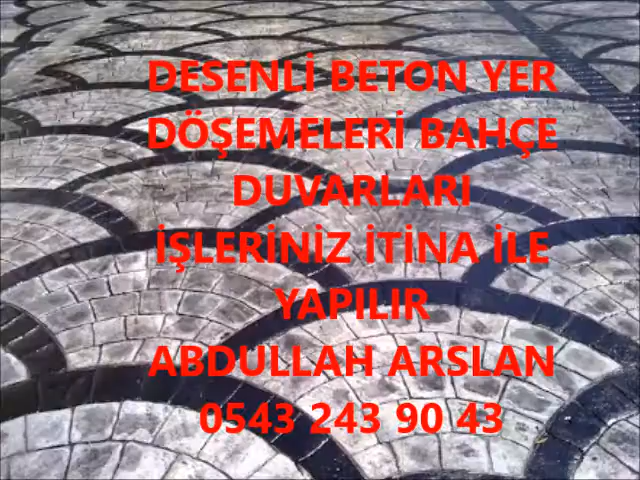 DESENLİ BETON YER
DÖŞEMELERİ BAHÇE
DUVARLARI
İŞLERİNİZ İTİNA İLE
YAPILIR
ABDULLAH ARSLAN
0543 243 90 43